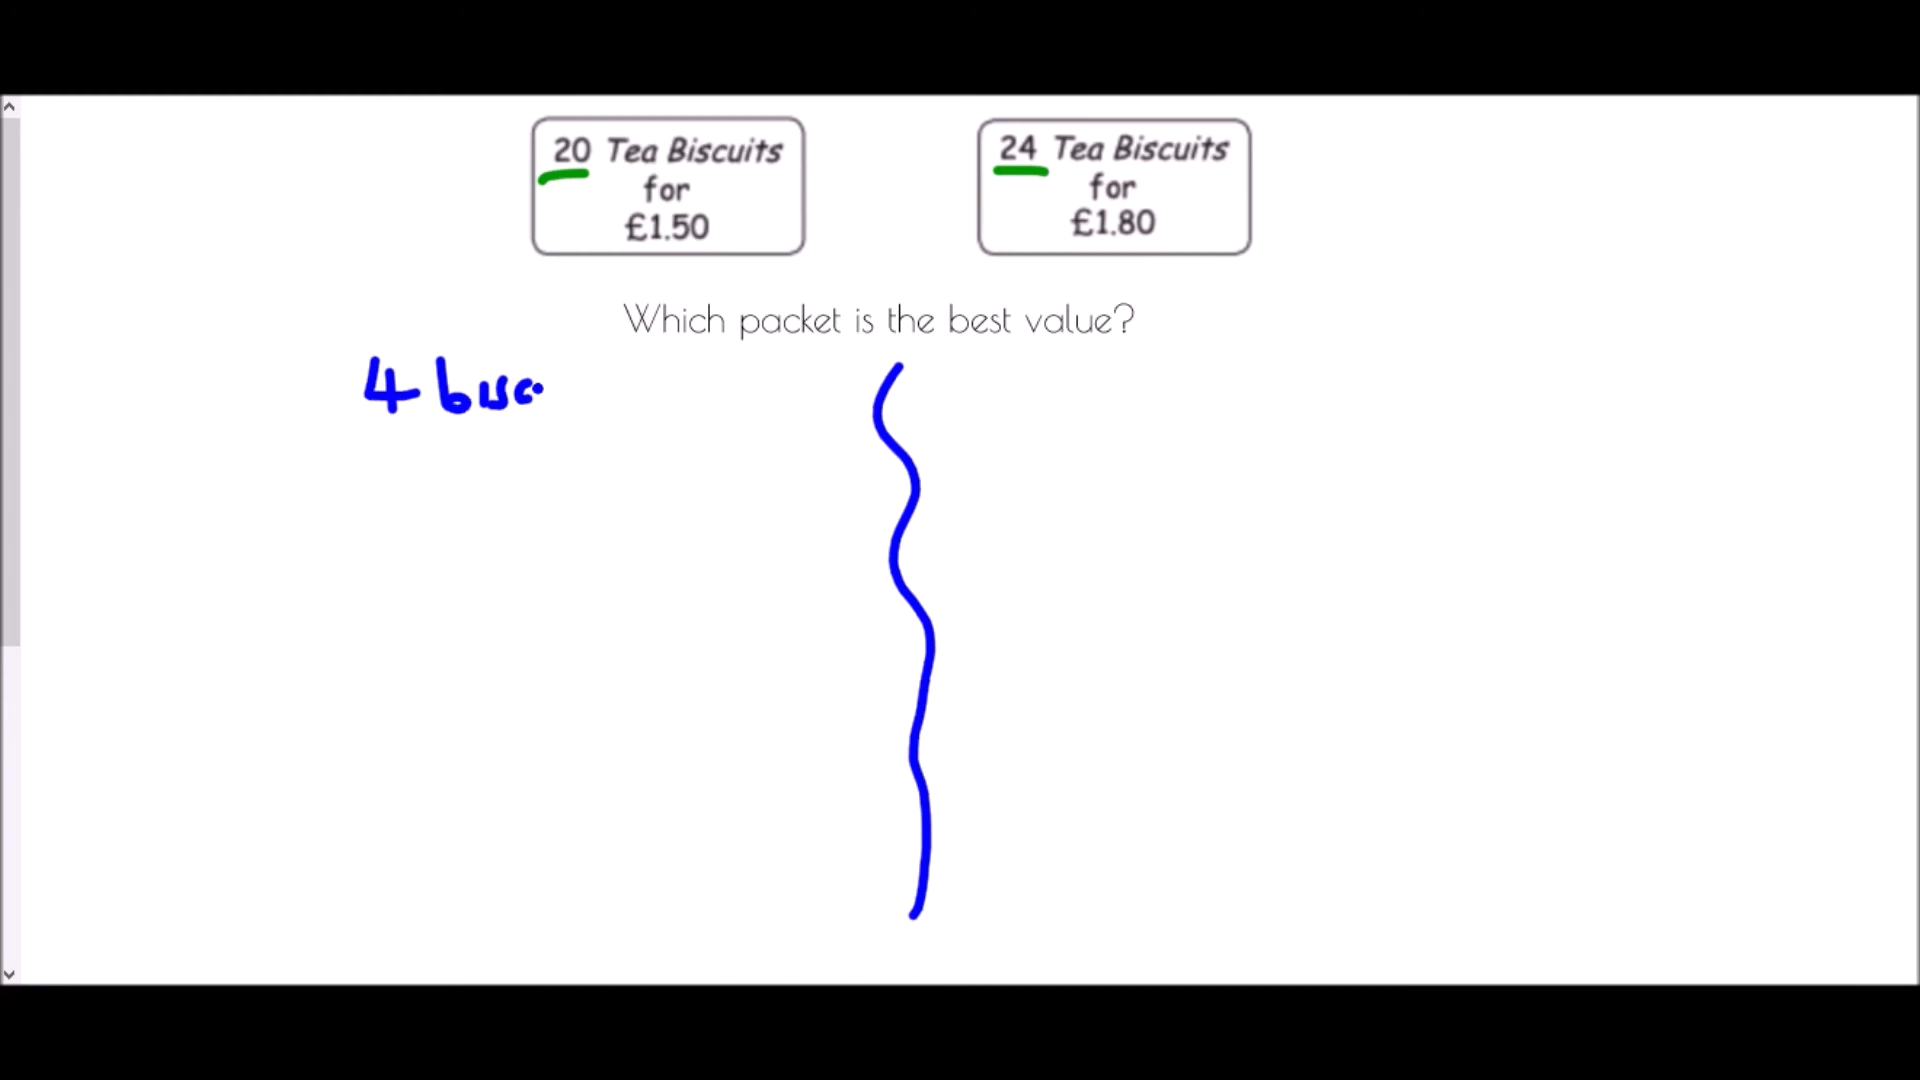 20 Tea Biscuits
for
£1.50
24 Tea Biscuits
for
£1.80
Which packet is the best value?
4 bisc